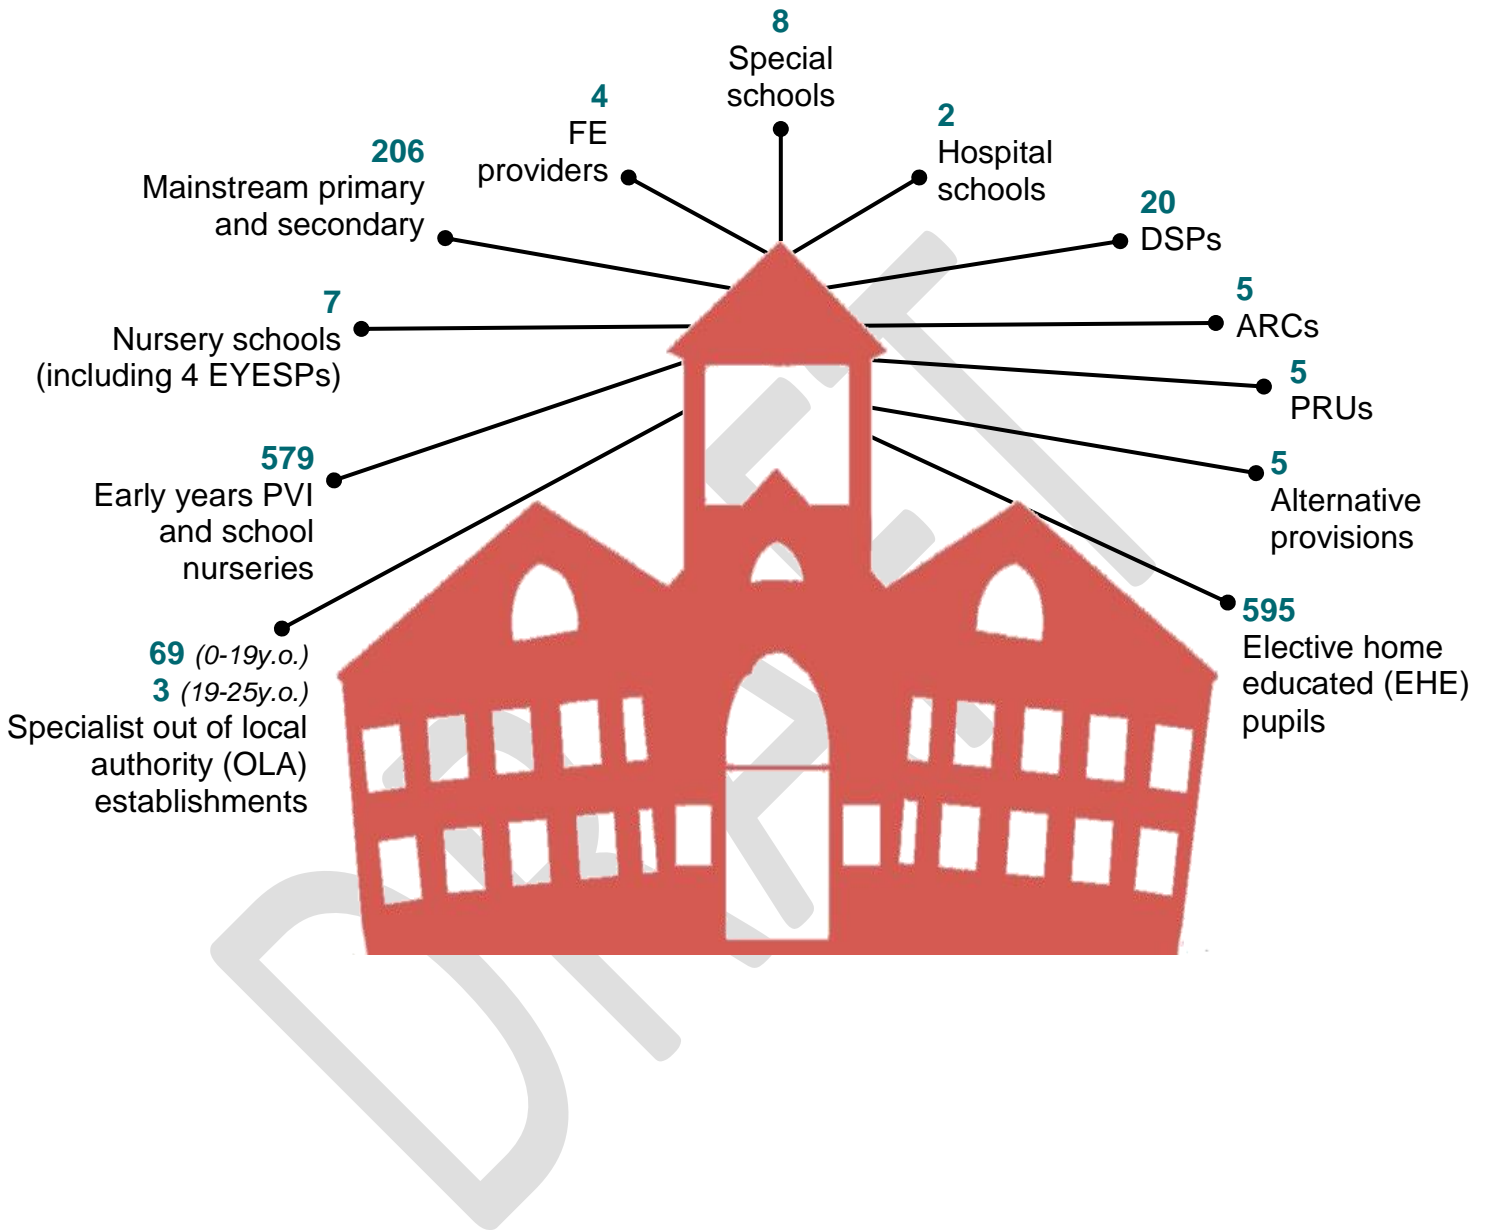 8
Special
schools
4
FE
providers
2
Hospital
schools
206
Mainstream primary
and secondary
20
DSPs
7
Nursery schools
(including 4 EYESPs)
5
ARCs
5
PRUs
579
Early years PVI
and school
nurseries
5
Alternative
provisions
69 (0-19y.o.)
3 (19-25y.o.)
Specialist out of local
authority (OLA)
establishments
595
Elective home
educated (EHE)
pupils
DRAFT